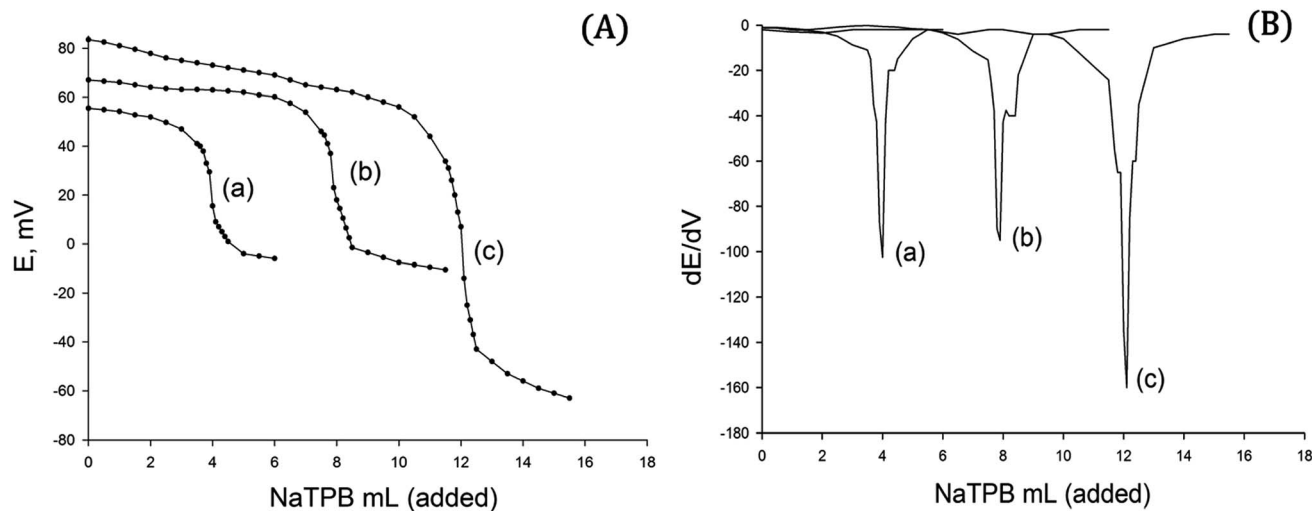 (A)
80
60
40
20
0
-20
-40
-60
-80
E, mV
(a)
(b)
(c)
0 2 4 6 8 10 12 14 16 18
NaTPB mL (added)
(B)
0
-20
-40
-60
-80
-100
-120
-140
-160
-180
dE/dV
(a)
(b)
(c)
0 2 4 6 8 10 12 14 16 18
NaTPB mL (added)